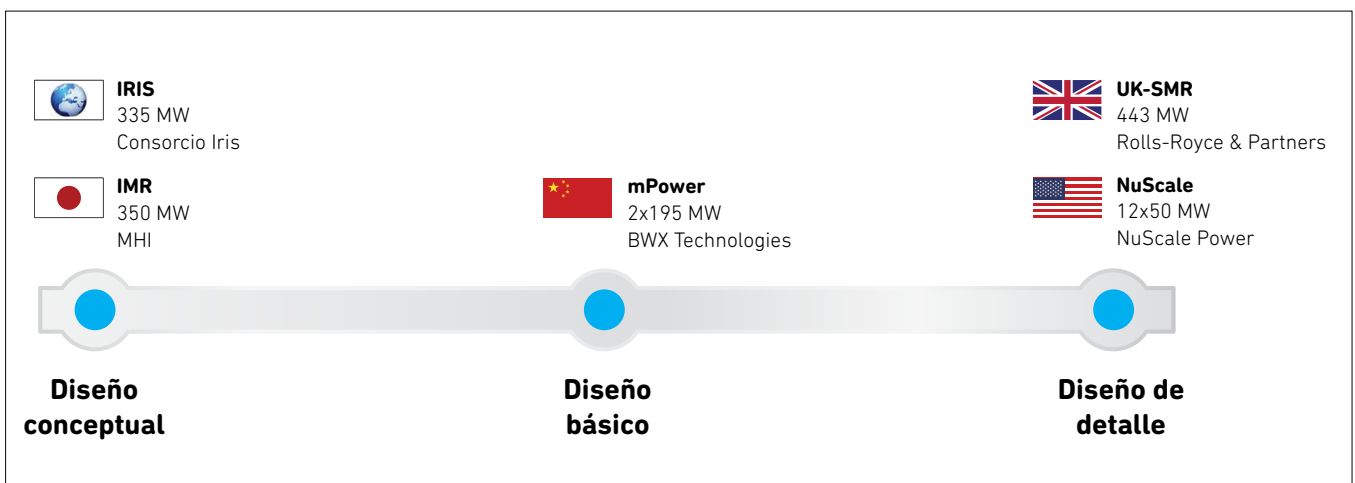 IRIS
335 MW
Consorcio Iris
IMR
350 MW
MHI
mPower
2x195 MW
BWX Technologies
UK-SMR
443 MW
Rolls-Royce & Partners
NuScale
12x50 MW
NuScale Power
Diseño
conceptual
Diseño
básico
Diseño de
detalle